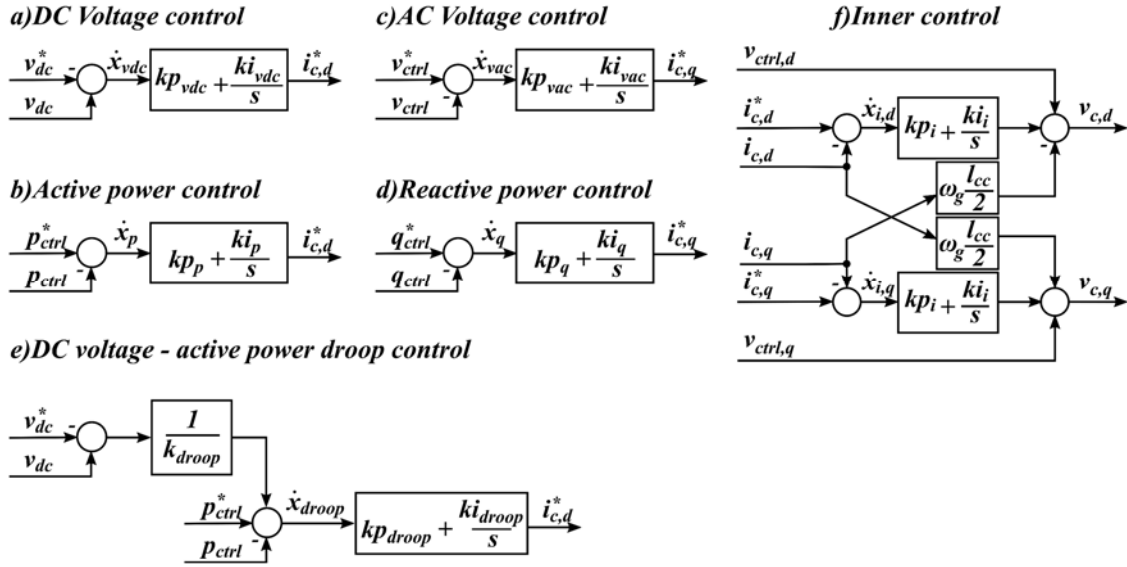 a)DC Voltage control
v*dc
-
ẋvdc
kpvdc + kivdc/s
i*c,d
vdc
b)Active power control
p*ctrl
ẋp
kpp + kip/s
i*c,d
pctrl
-
c)AC Voltage control
v*ctrl
ẋvac
kpvac + kivac/s
i*c,q
vctrl
-
d)Reactive power control
q*ctrl
ẋq
kpq + kiq/s
i*c,q
qctrl
-
e)DC voltage - active power droop control
v*dc
-
1/kdroop
vdc
p*ctrl
ẋdroop
kpdroop + kidroop/s
i*c,d
pctrl
-
f)Inner control
vctrl,d
i*c,d
ẋi,d
kpi + kii/s
vc,d
-
-
ic,d
ωg lcc/2
ic,q
ωg lcc/2
-
i*c,q
ẋi,q
kpi + kii/s
vc,q
vctrl,q